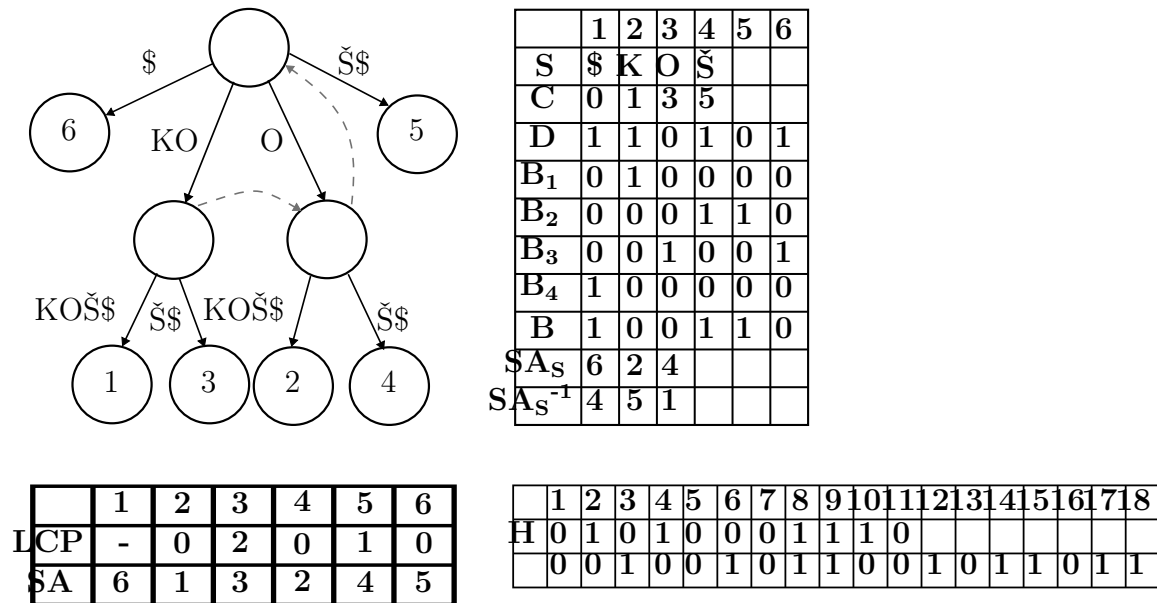 $ Š$
6 5
KO O
KOŠ$ Š$ KOŠ$ Š$
1 3 2 4
1 2 3 4 5 6
S $ K O Š
C 0 1 3 5
D 1 1 0 1 0 1
B₁ 0 1 0 0 0 0
B₂ 0 0 0 1 1 0
B₃ 0 0 1 0 0 1
B₄ 1 0 0 0 0 0
B 1 0 0 1 1 0
SA_S 6 2 4
SA_S⁻¹ 4 5 1
1 2 3 4 5 6
LCP - 0 2 0 1 0
SA 6 1 3 2 4 5
1 2 3 4 5 6 7 8 9 10 11 12 13 14 15 16 17 18
H 0 1 0 1 0 0 0 1 1 1 0
0 0 1 0 0 1 0 1 1 0 0 1 0 1 1 0 1 1